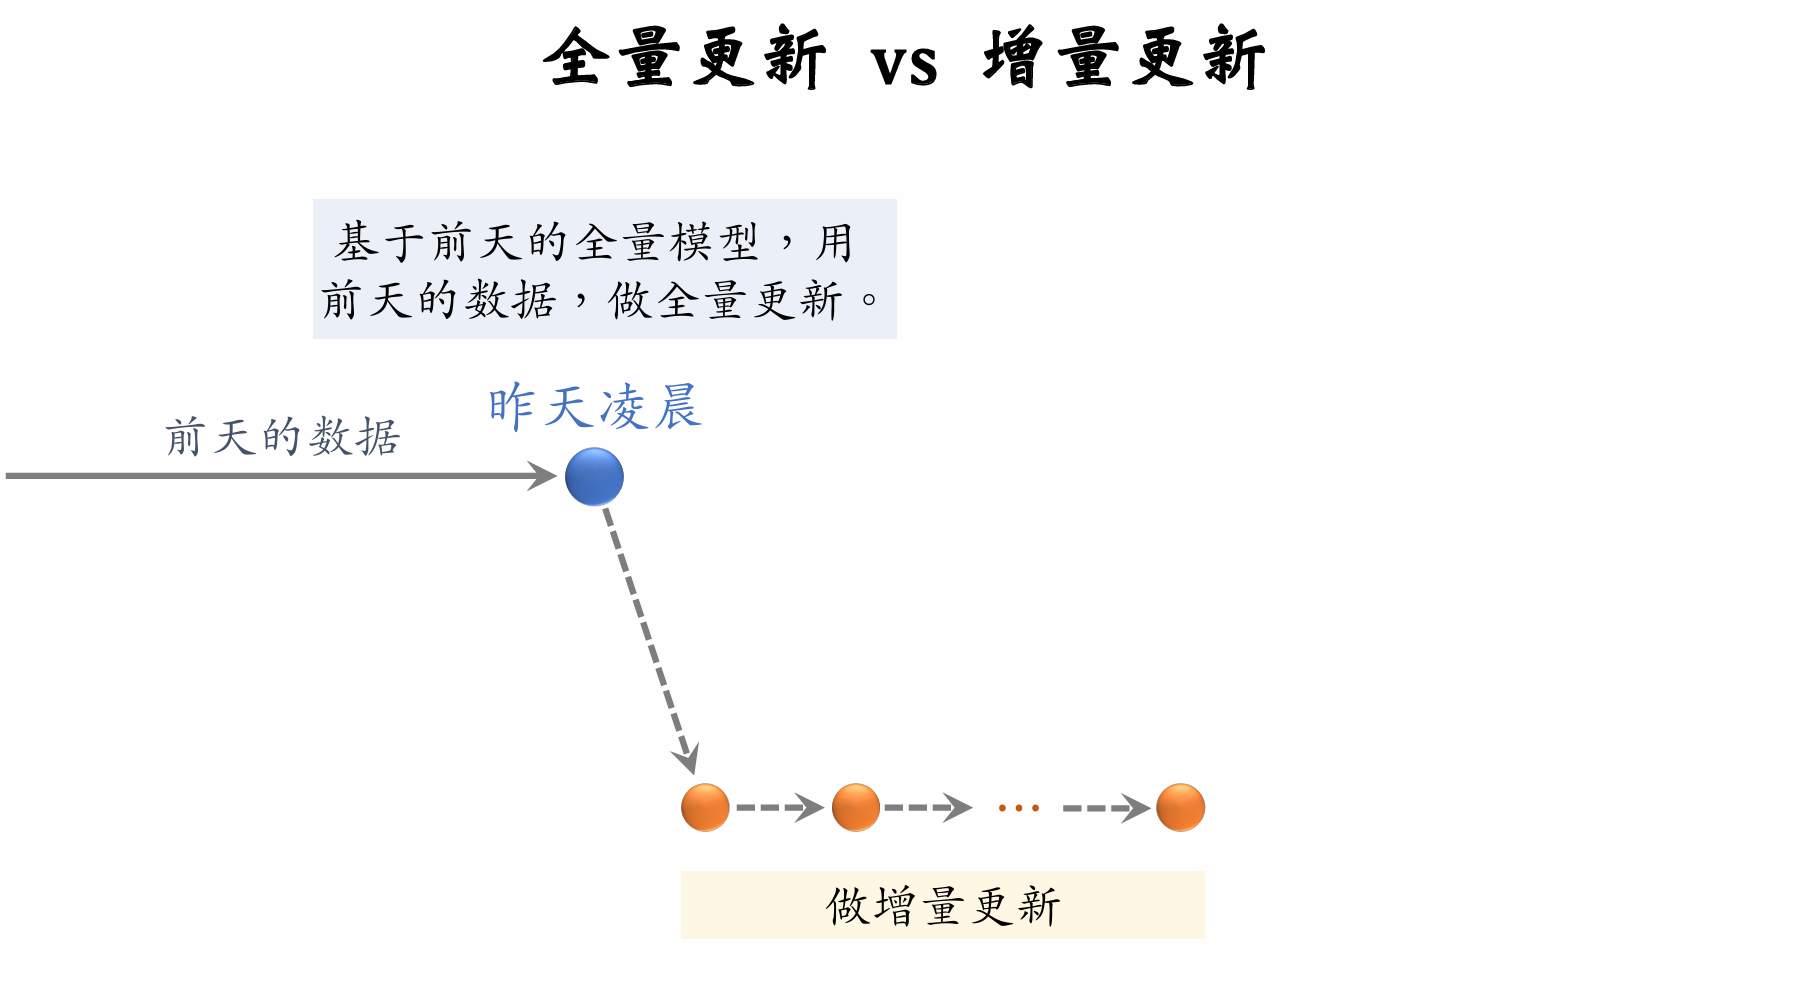 全量更新 vs 增量更新
基于前天的全量模型，用
前天的数据，做全量更新。
昨天凌晨
前天的数据
…
做增量更新